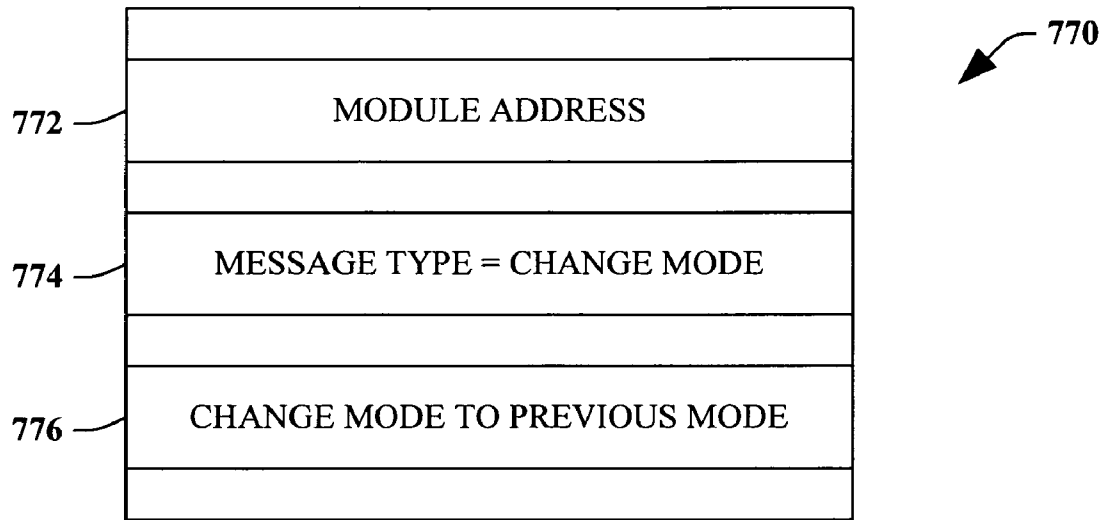 770
772
MODULE ADDRESS
774
MESSAGE TYPE = CHANGE MODE
776
CHANGE MODE TO PREVIOUS MODE